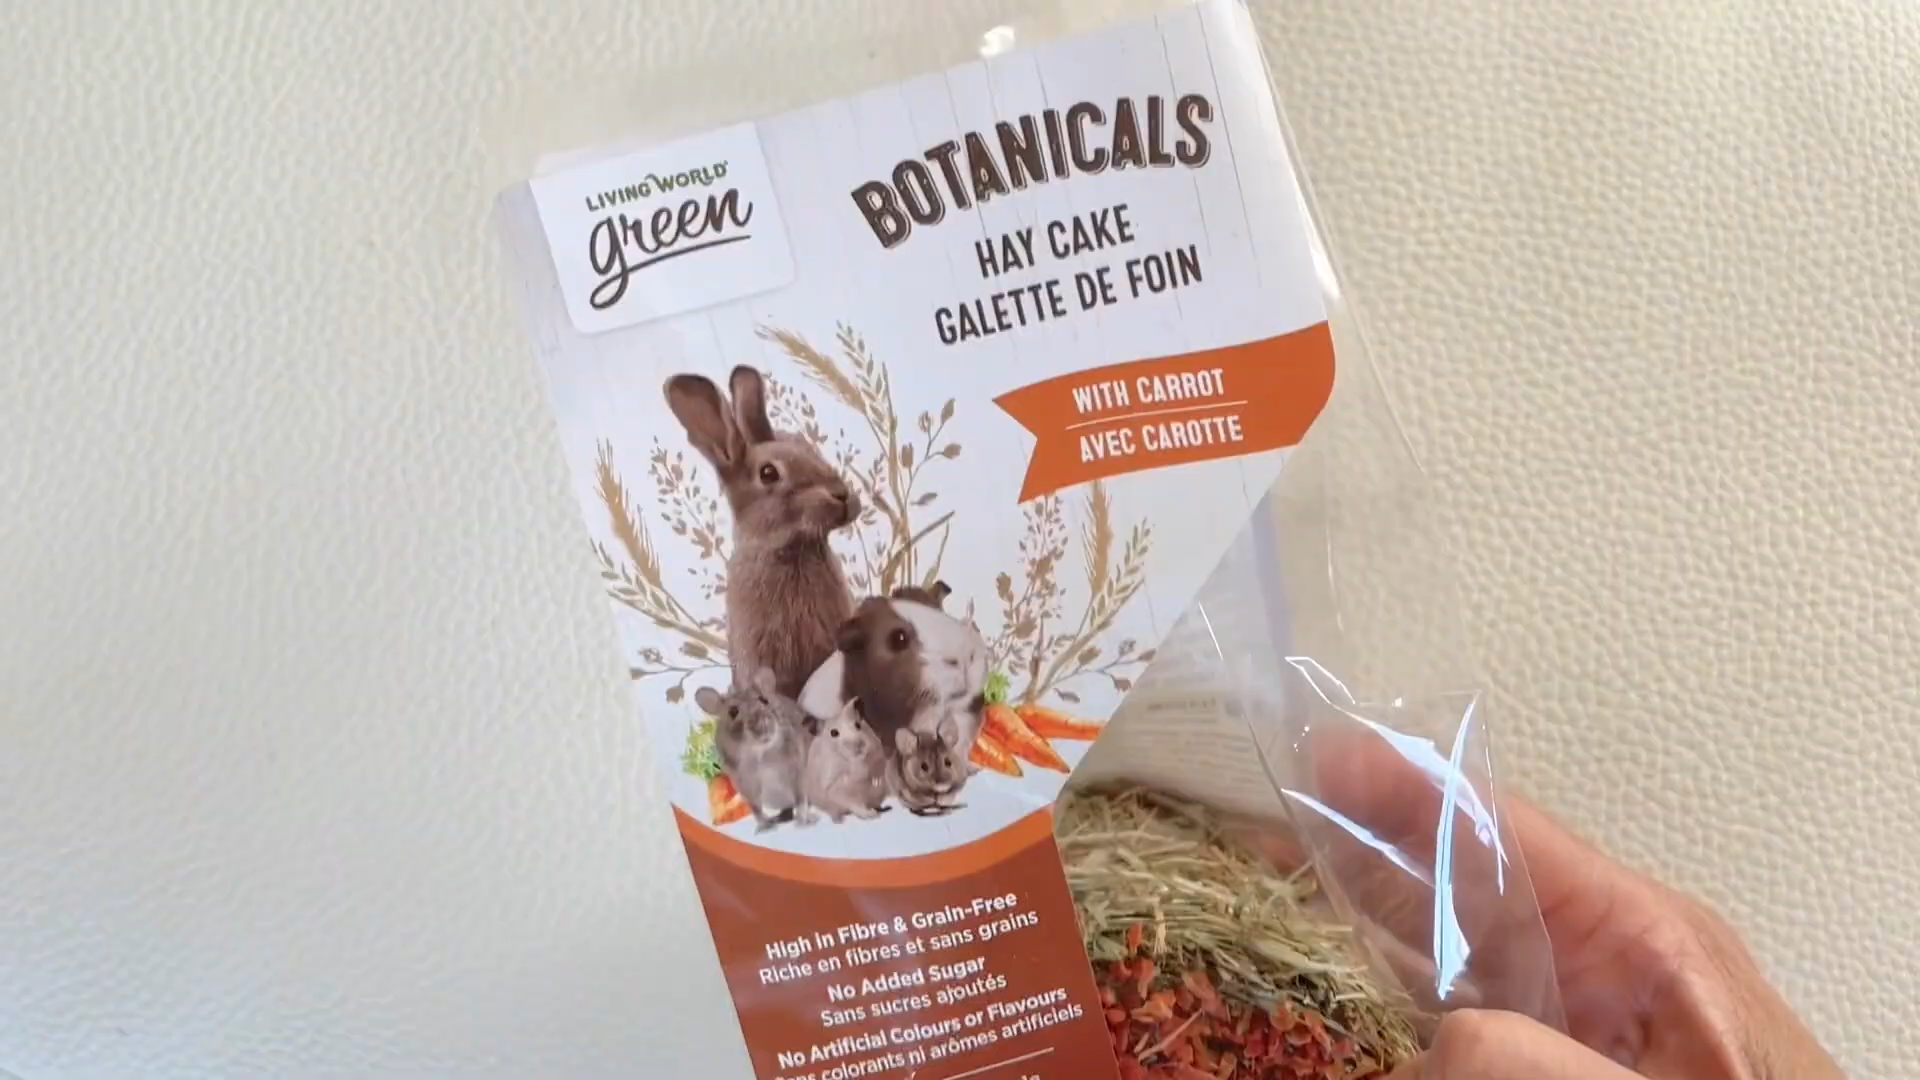 LIVING WORLD
green
BOTANICALS
HAY CAKE
GALETTE DE FOIN
WITH CARROT
AVEC CAROTTE
High in Fibre & Grain-Free
Riche en fibres et sans grains
No Added Sugar
Sans sucres ajoutés
No Artificial Colours or Flavours
Sans colorants ni arômes artificiels